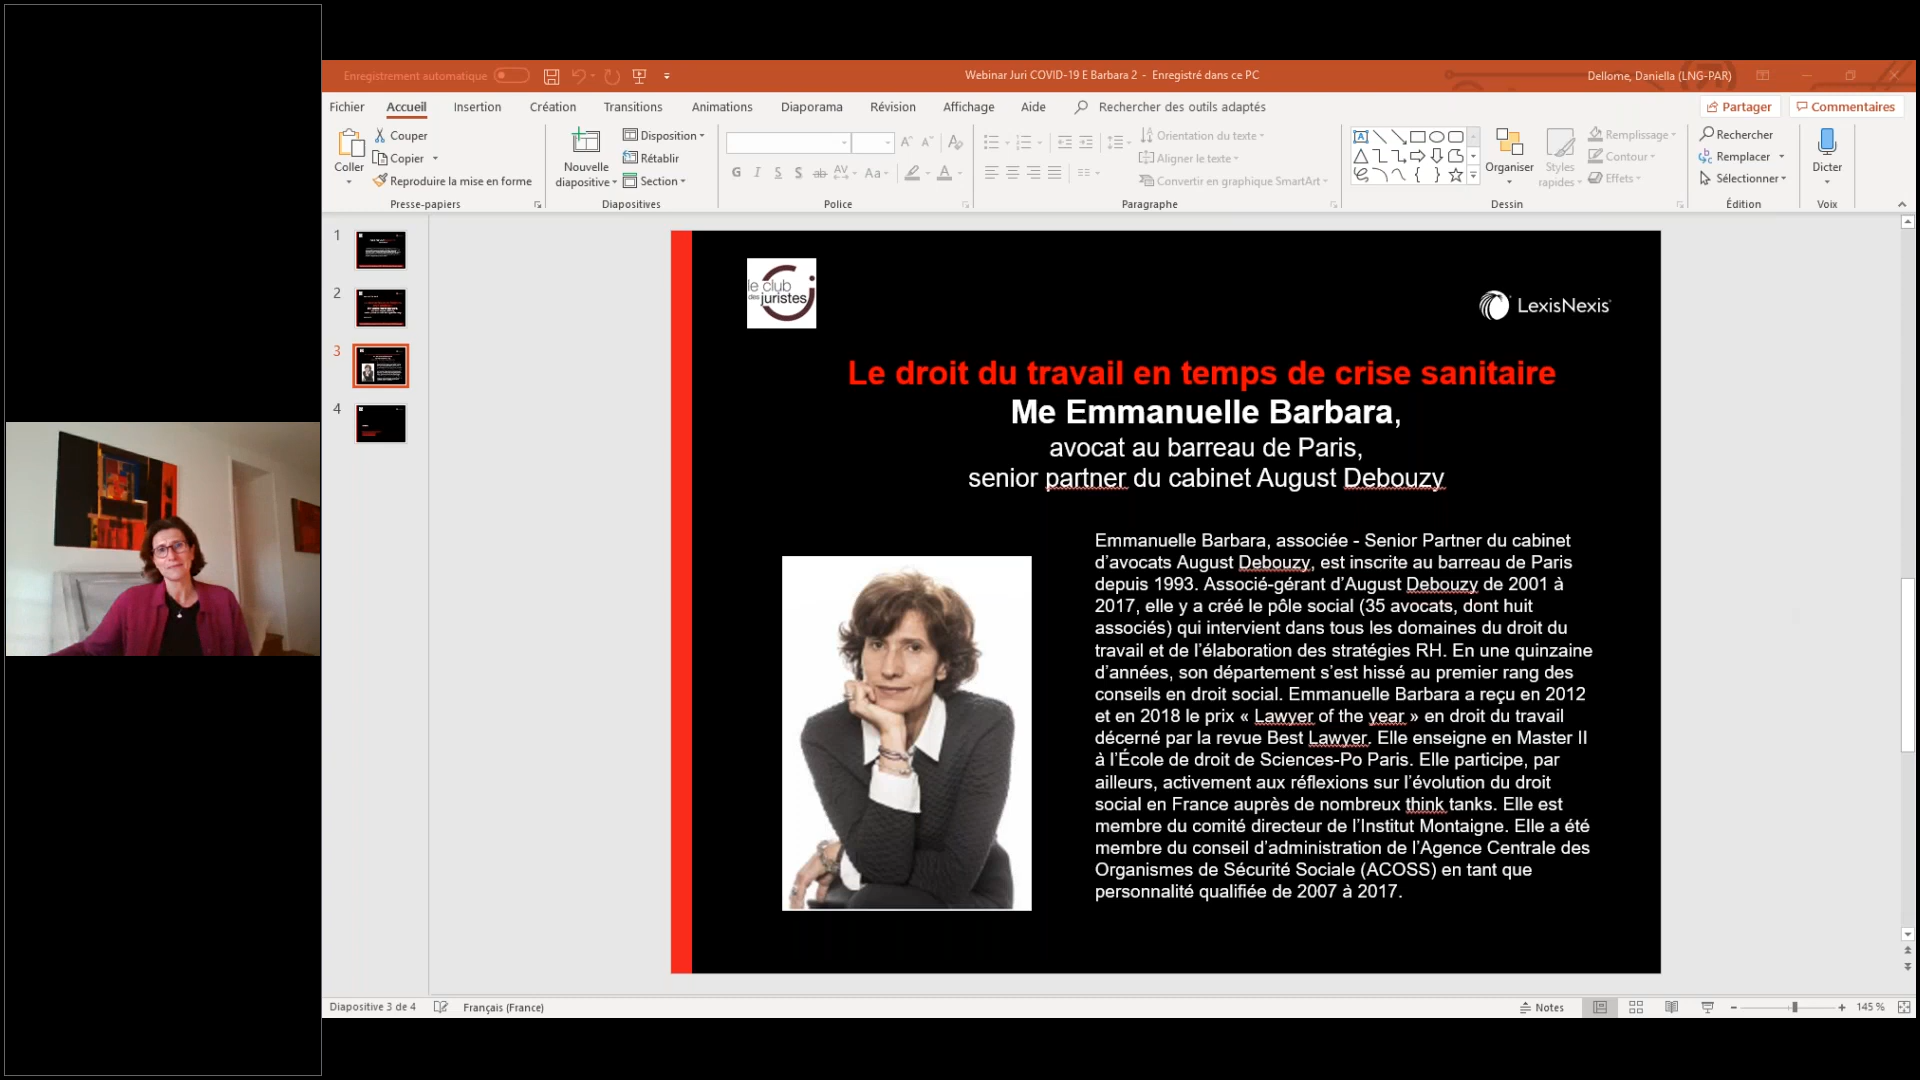 Enregistrement automatique
Webinar Juri COVID-19 E Barbara 2 - Enregistré dans ce PC
Dellome, Daniella (LNG-PAR)
Fichier Accueil Insertion Création Transitions Animations Diaporama Révision Affichage Aide Rechercher des outils adaptés
Partager Commentaires
Coller
Couper
Copier
Reproduire la mise en forme
Presse-papiers
Nouvelle
diapositive
Disposition
Rétablir
Section
Diapositives
G I S S ab AV Aa A
Police
Orientation du texte
Aligner le texte
Convertir en graphique SmartArt
Paragraphe
Organiser
Styles
rapides
Remplissage
Contour
Effets
Dessin
Rechercher
Remplacer
Sélectionner
Édition
Dicter
Voix
1
2
3
4
le club
des juristes
LexisNexis
Le droit du travail en temps de crise sanitaire
Me Emmanuelle Barbara,
avocat au barreau de Paris,
senior partner du cabinet August Debouzy
Emmanuelle Barbara, associée - Senior Partner du cabinet
d’avocats August Debouzy, est inscrite au barreau de Paris
depuis 1993. Associé-gérant d’August Debouzy de 2001 à
2017, elle y a créé le pôle social (35 avocats, dont huit
associés) qui intervient dans tous les domaines du droit du
travail et de l’élaboration des stratégies RH. En une quinzaine
d’années, son département s’est hissé au premier rang des
conseils en droit social. Emmanuelle Barbara a reçu en 2012
et en 2018 le prix « Lawyer of the year » en droit du travail
décerné par la revue Best Lawyer. Elle enseigne en Master II
à l’École de droit de Sciences-Po Paris. Elle participe, par
ailleurs, activement aux réflexions sur l’évolution du droit
social en France auprès de nombreux think tanks. Elle est
membre du comité directeur de l’Institut Montaigne. Elle a été
membre du conseil d’administration de l’Agence Centrale des
Organismes de Sécurité Sociale (ACOSS) en tant que
personnalité qualifiée de 2007 à 2017.
Diapositive 3 de 4 Français (France)
Notes
145 %